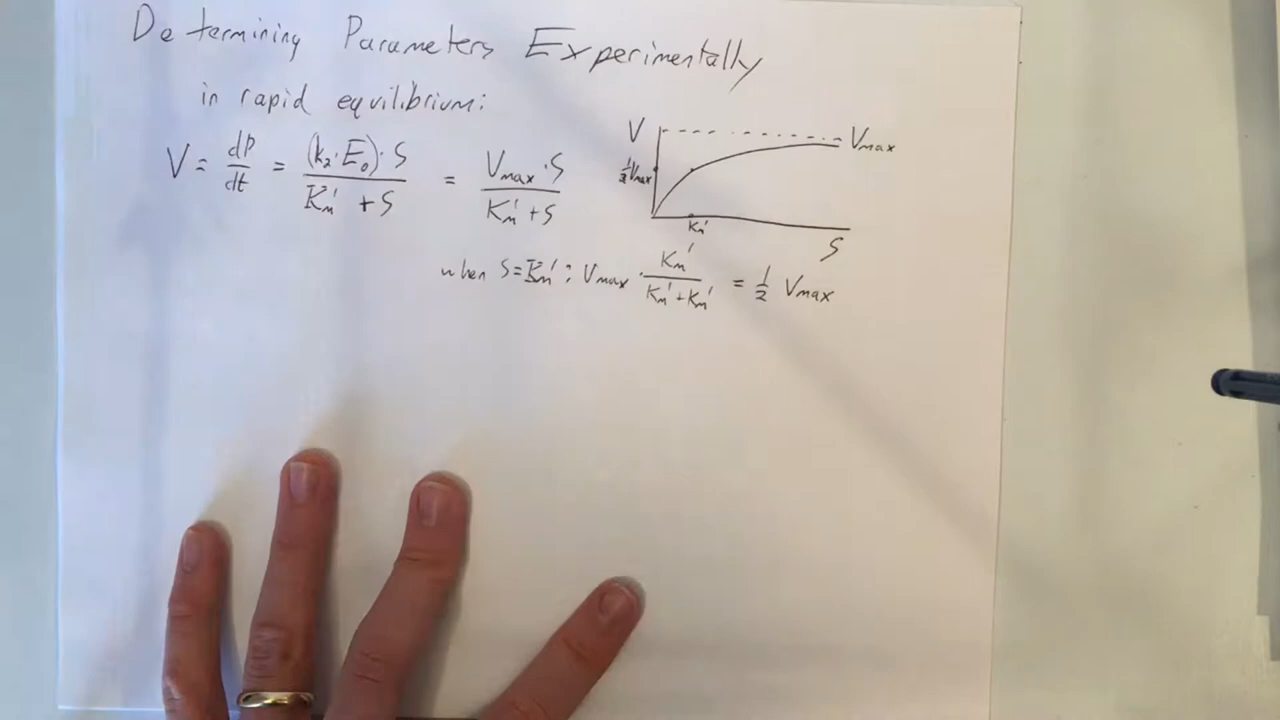 Determining Parameters Experimentally
in rapid equilibrium:
V = dP/dt = (k₂·E₀)·S / (Kₘ' + S) = Vmax·S / (Kₘ' + S)
V
Vmax
½Vmax
Kₘ'
S
when S = Kₘ' : Vmax · Kₘ' / (Kₘ' + Kₘ') = ½ Vmax